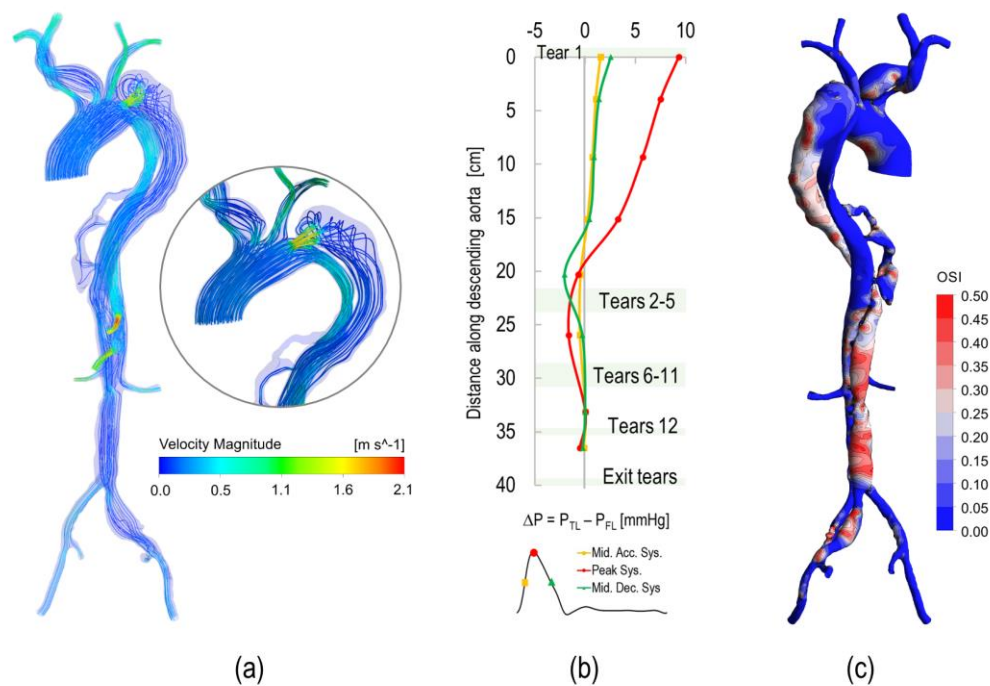 -5 0 5 10
0
5
10
15
20
25
30
35
40
Distance along descending aorta [cm]
Tear 1
Tears 2-5
Tears 6-11
Tears 12
Exit tears
Velocity Magnitude [m s^-1]
0.0 0.5 1.1 1.6 2.1
ΔP = P_TL – P_FL [mmHg]
Mid. Acc. Sys.
Peak Sys.
Mid. Dec. Sys
OSI
0.50
0.45
0.40
0.35
0.30
0.25
0.20
0.15
0.10
0.05
0.00
(a) (b) (c)